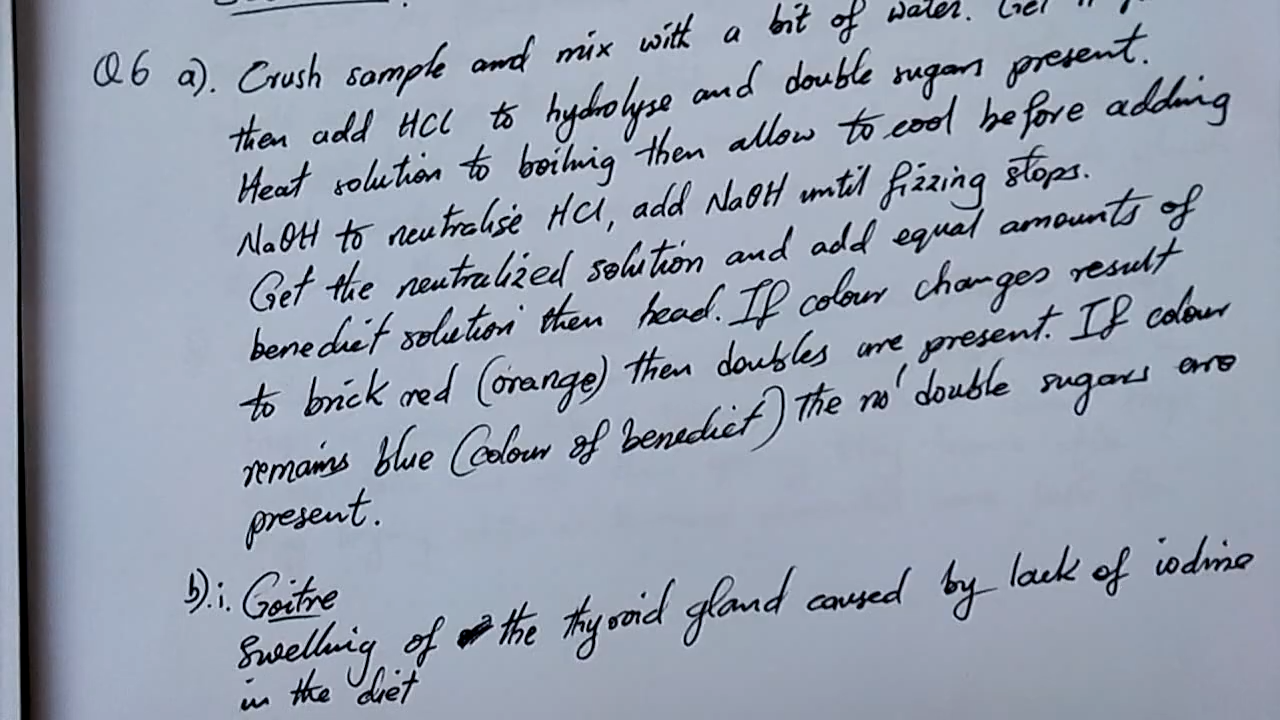 Q6 a). Crush sample and mix with a bit of water. Get it
then add HCl to hydrolyse and double sugars present.
Heat solution to boiling then allow to cool before adding
NaOH to neutralise HCl, add NaOH until fizzing stops.
Get the neutralized solution and add equal amounts of
benedict solution then head. If colour changes result
to brick red (orange) then doubles are present. If colour
remains blue (colour of benedict) the no double sugars are
present.
b).i. Goitre
Swelling of the thyroid gland caused by lack of iodine
in the diet